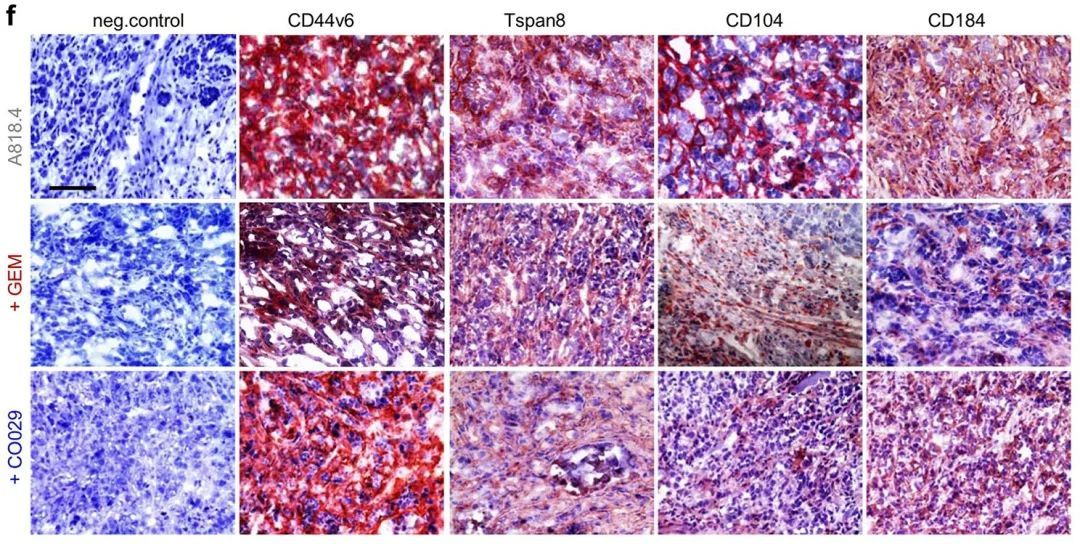 f
neg.control CD44v6 Tspan8 CD104 CD184
A818.4
+ GEM
+ CO029